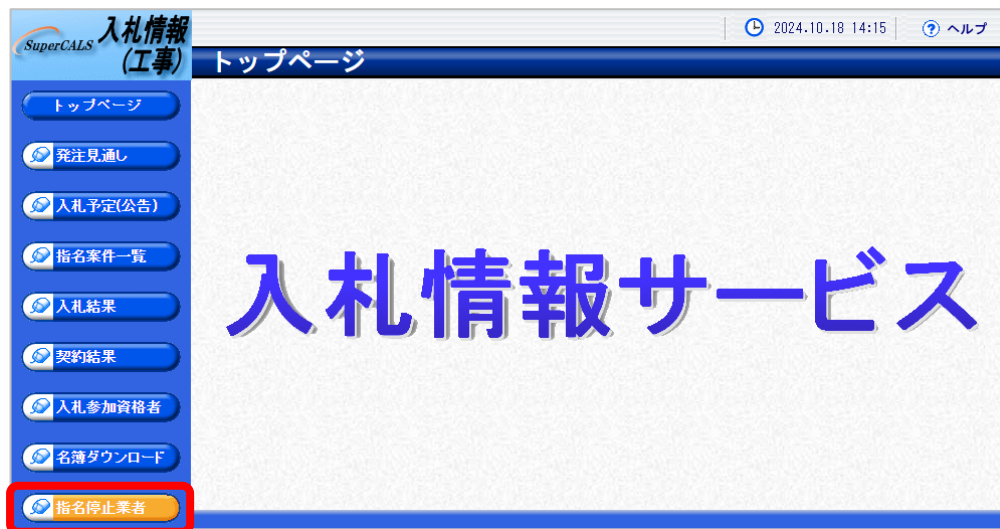 SuperCALS 入札情報
(工事)
2024.10.18 14:15
ヘルプ
トップページ
トップページ
発注見通し
入札予定(公告)
指名案件一覧
入札結果
契約結果
入札参加資格者
名簿ダウンロード
指名停止業者
入札情報サービス